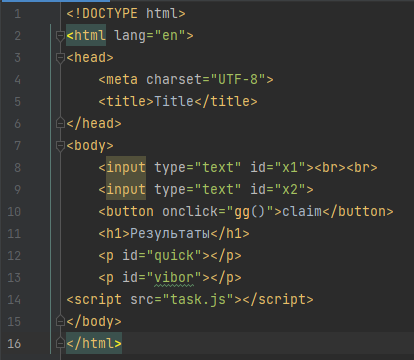 1 <!DOCTYPE html>
2 <html lang="en">
3 <head>
4     <meta charset="UTF-8">
5     <title>Title</title>
6 </head>
7 <body>
8     <input type="text" id="x1"><br><br>
9     <input type="text" id="x2">
10     <button onclick="gg()">claim</button>
11     <h1>Результаты</h1>
12     <p id="quick"></p>
13     <p id="vibor"></p>
14 <script src="task.js"></script>
15 </body>
16 </html>